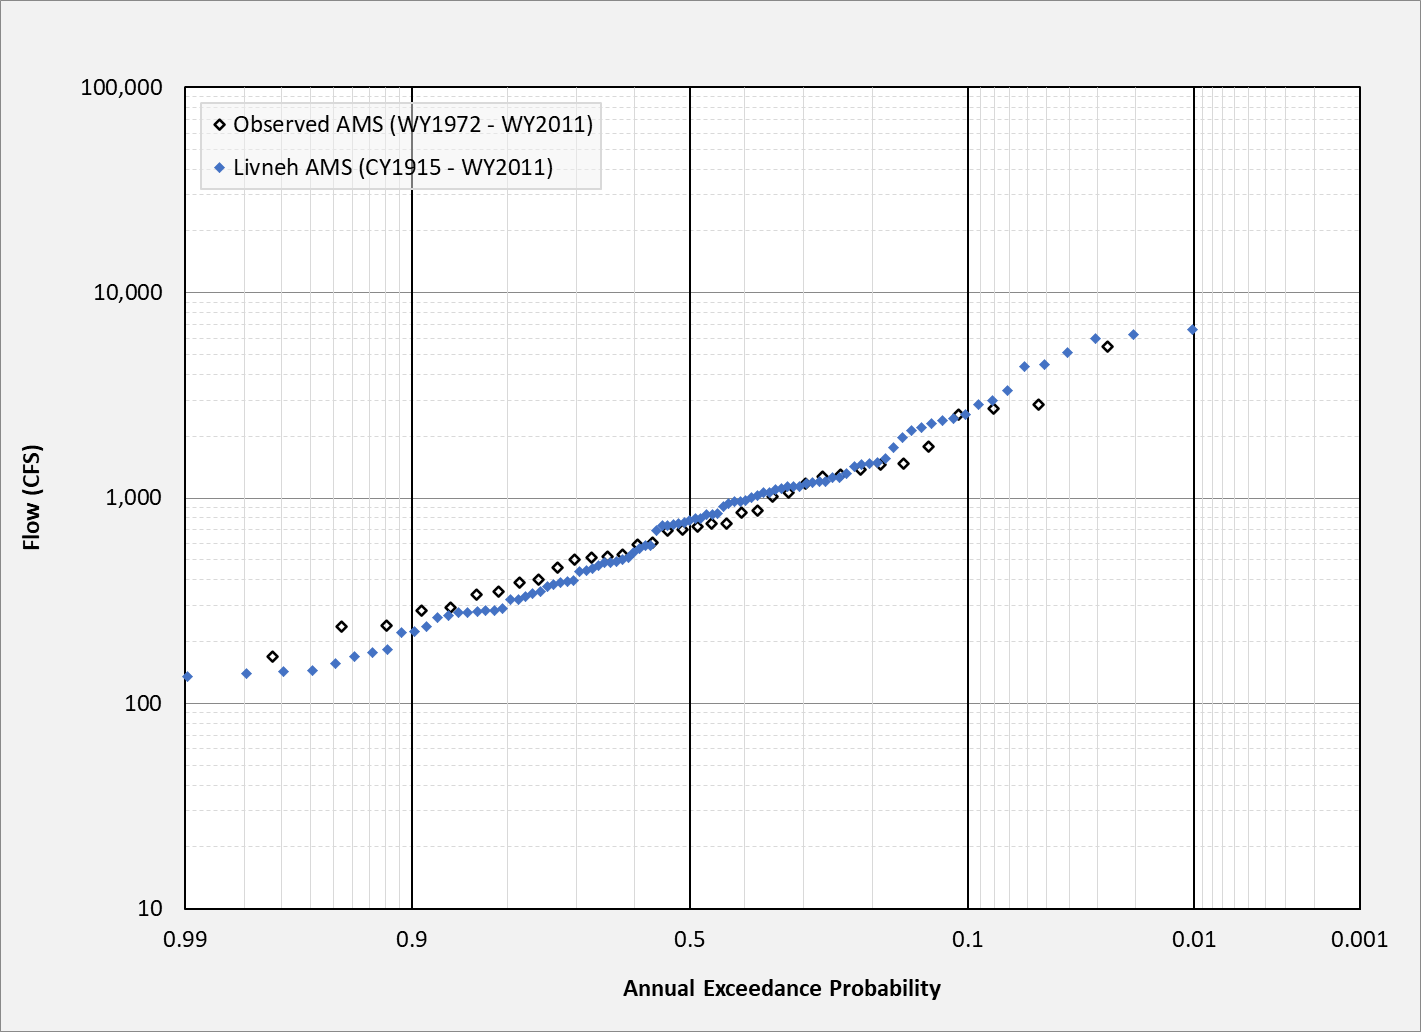 100,000
Observed AMS (WY1972 - WY2011)
Livneh AMS (CY1915 - WY2011)
10,000
Flow (CFS)
1,000
100
10
0.99 0.9 0.5 0.1 0.01 0.001
Annual Exceedance Probability